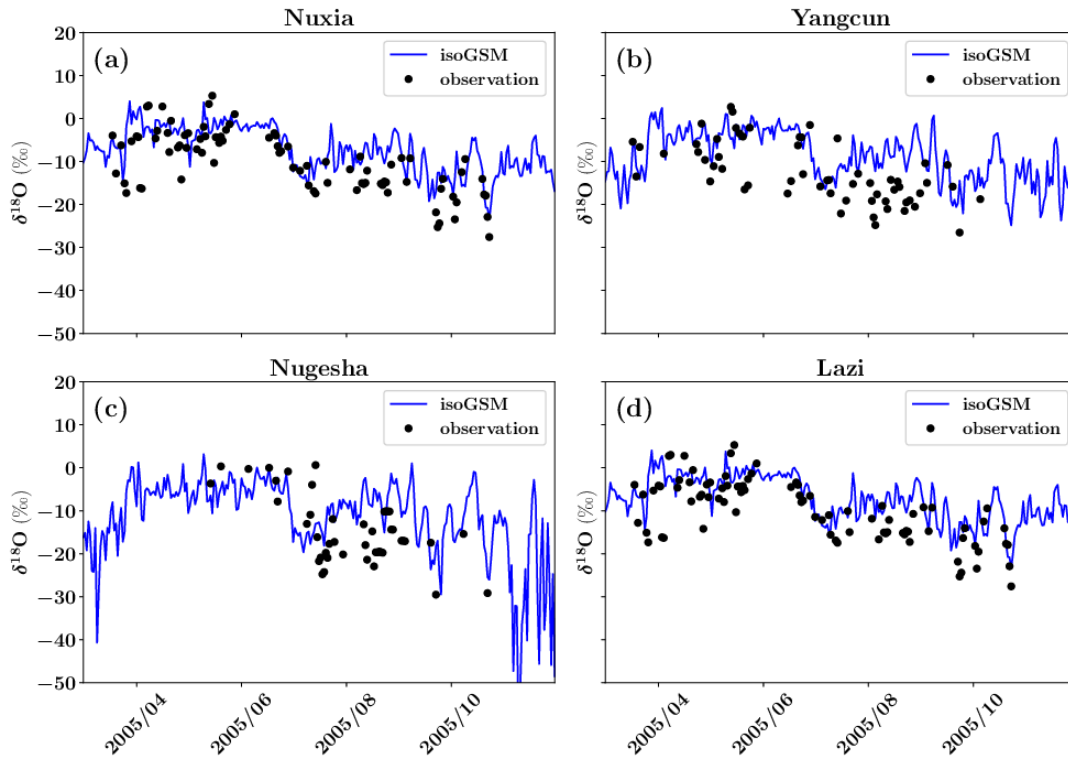 Nuxia
Yangcun
20
10
0
−10
−20
−30
−40
−50
δ18O (‰)
(a)
isoGSM
observation
δ18O (‰)
(b)
isoGSM
observation
Nugesha
Lazi
20
10
0
−10
−20
−30
−40
−50
δ18O (‰)
(c)
isoGSM
observation
δ18O (‰)
(d)
isoGSM
observation
2005/04
2005/06
2005/08
2005/10
2005/04
2005/06
2005/08
2005/10